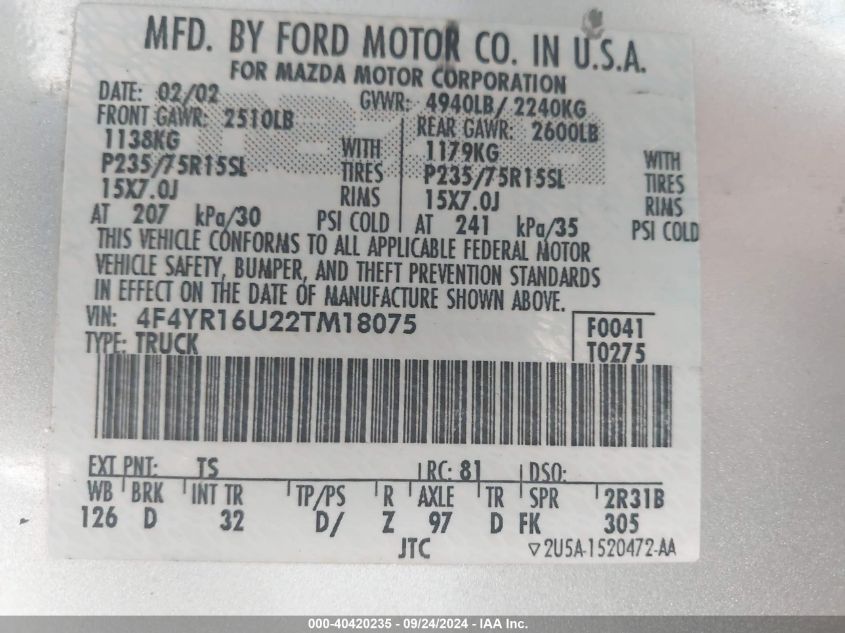 MFD. BY FORD MOTOR CO. IN U.S.A.
FOR MAZDA MOTOR CORPORATION
DATE: 02/02 GVWR: 4940LB/ 2240KG
FRONT GAWR: 2510LB REAR GAWR: 2600LB
1138KG WITH 1179KG WITH
P235/75R15SL TIRES P235/75R15SL TIRES
15X7.0J RIMS 15X7.0J RIMS
AT 207 kPa/30 PSI COLD AT 241 kPa/35 PSI COLD
THIS VEHICLE CONFORMS TO ALL APPLICABLE FEDERAL MOTOR
VEHICLE SAFETY, BUMPER, AND THEFT PREVENTION STANDARDS
IN EFFECT ON THE DATE OF MANUFACTURE SHOWN ABOVE.
VIN: 4F4YR16U22TM18075 F0041
TYPE: TRUCK T0275
EXT PNT: TS RC: 81 DSO:
WB BRK INT TR TP/PS R AXLE TR SPR 2R31B
126 D 32 D/ Z 97 D FK 305
JTC ▽2U5A-1520472-AA
000-40420235 - 09/24/2024 - IAA Inc.